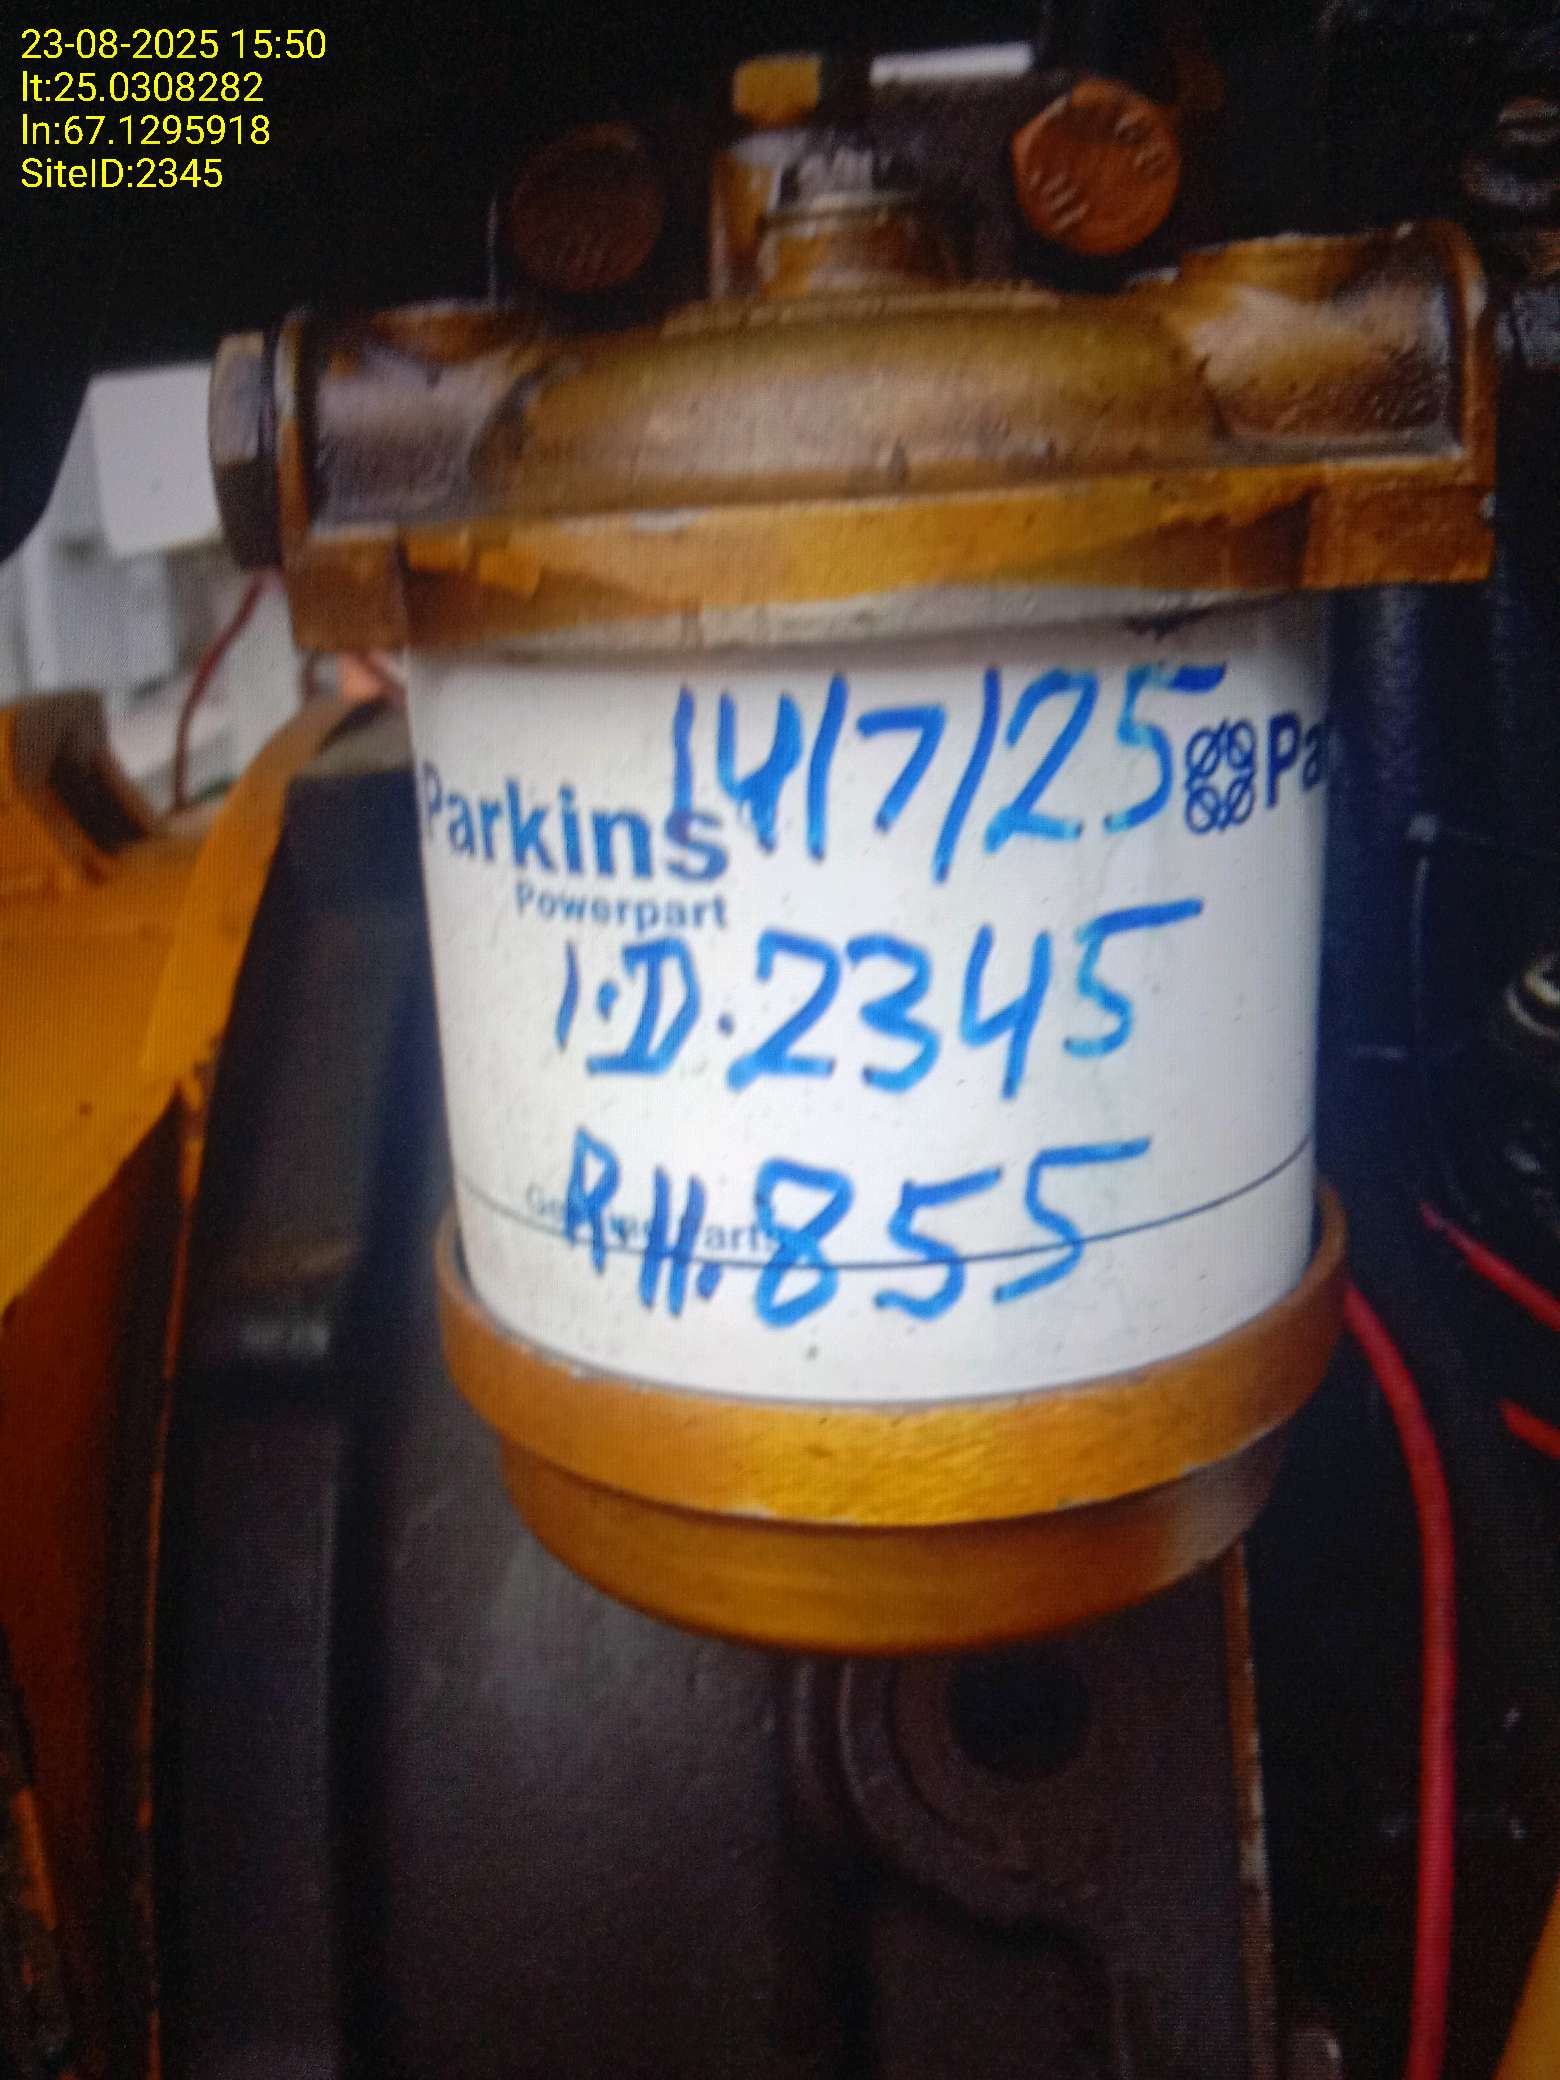 23-08-2025 15:50
lt:25.0308282
ln:67.1295918
SiteID:2345
14/7/25
Parkins
Pa
Powerpart
I.D.2345
R.H.855